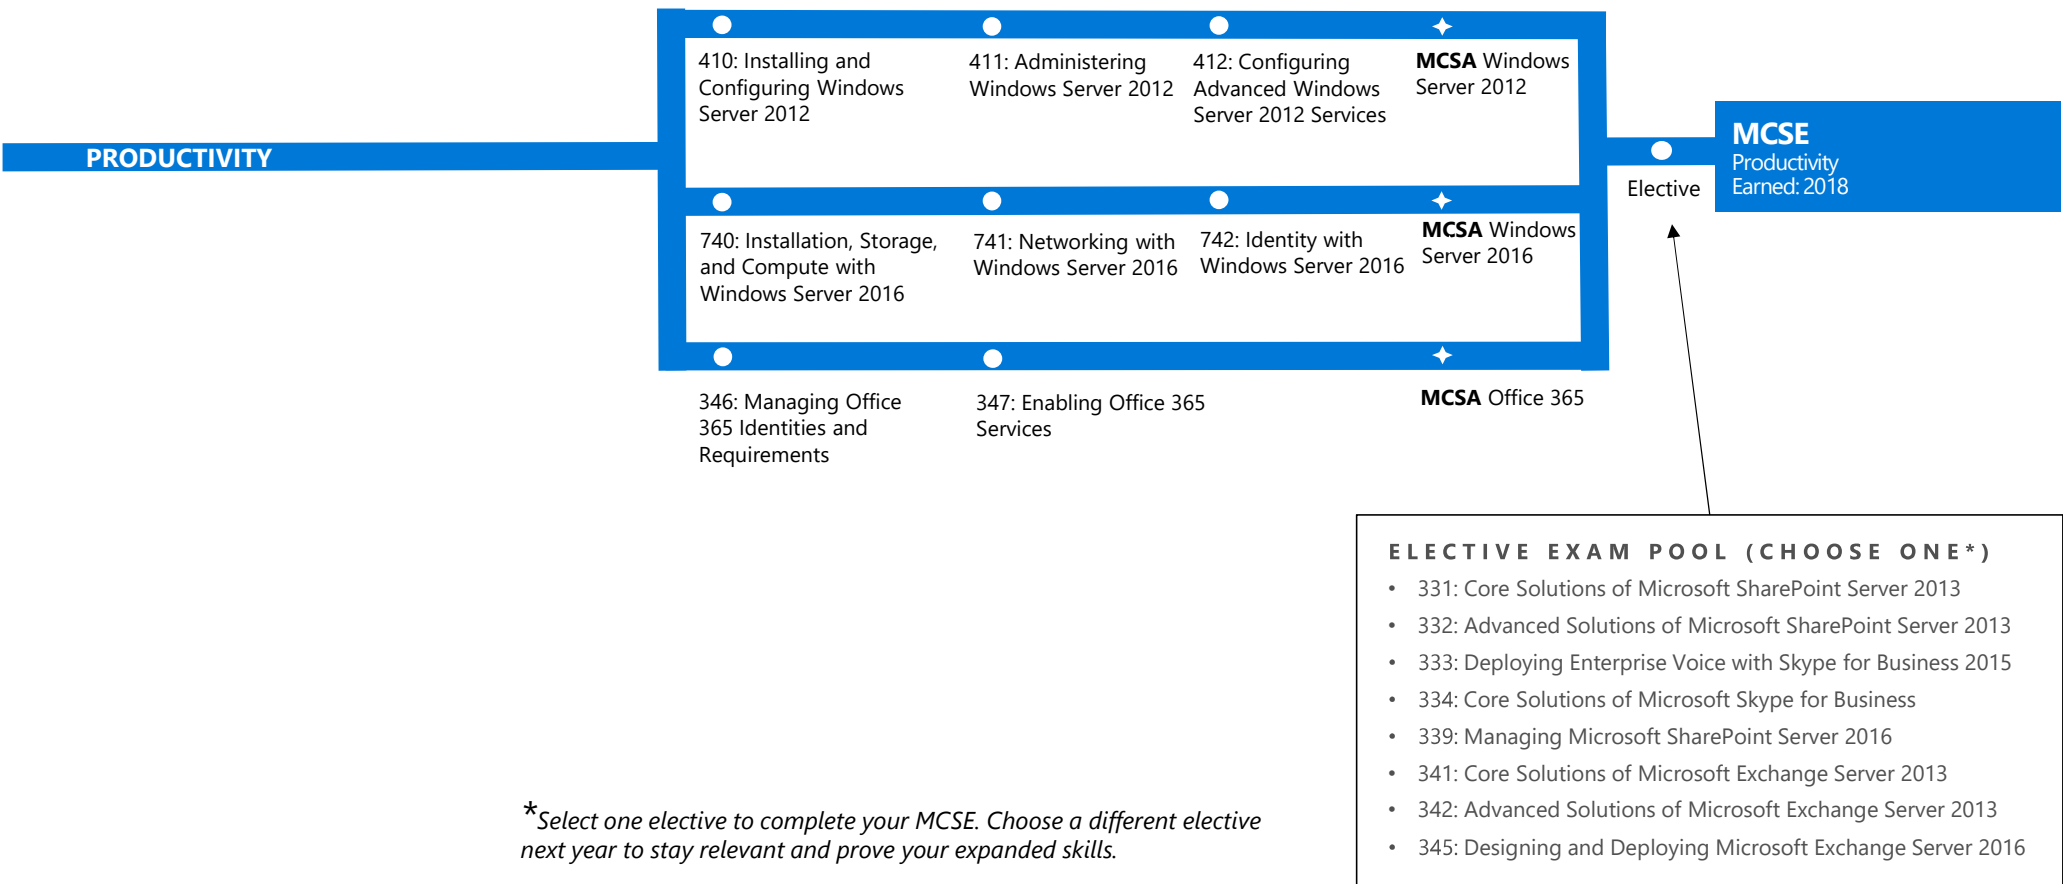 PRODUCTIVITY
410: Installing and
Configuring Windows
Server 2012
411: Administering
Windows Server 2012
412: Configuring
Advanced Windows
Server 2012 Services
MCSA Windows
Server 2012
740: Installation, Storage,
and Compute with
Windows Server 2016
741: Networking with
Windows Server 2016
742: Identity with
Windows Server 2016
MCSA Windows
Server 2016
346: Managing Office
365 Identities and
Requirements
347: Enabling Office 365
Services
MCSA Office 365
Elective
MCSE
Productivity
Earned: 2018
ELECTIVE EXAM POOL (CHOOSE ONE*)
• 331: Core Solutions of Microsoft SharePoint Server 2013
• 332: Advanced Solutions of Microsoft SharePoint Server 2013
• 333: Deploying Enterprise Voice with Skype for Business 2015
• 334: Core Solutions of Microsoft Skype for Business
• 339: Managing Microsoft SharePoint Server 2016
• 341: Core Solutions of Microsoft Exchange Server 2013
• 342: Advanced Solutions of Microsoft Exchange Server 2013
• 345: Designing and Deploying Microsoft Exchange Server 2016
*Select one elective to complete your MCSE. Choose a different elective
next year to stay relevant and prove your expanded skills.